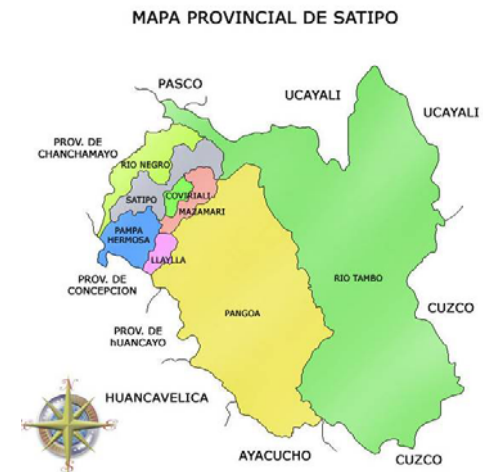 MAPA PROVINCIAL DE SATIPO
PASCO
UCAYALI
UCAYALI
PROV. DE
CHANCHAMAYO
RIO NEGRO
SATIPO
COVIRIALI
MAZAMARI
PAMPA
HERMOSA
LLAYLLA
PROV. DE
CONCEPCION
RIO TAMBO
PANGOA
CUZCO
PROV. DE
hUANCAYO
HUANCAVELICA
AYACUCHO
CUZCO